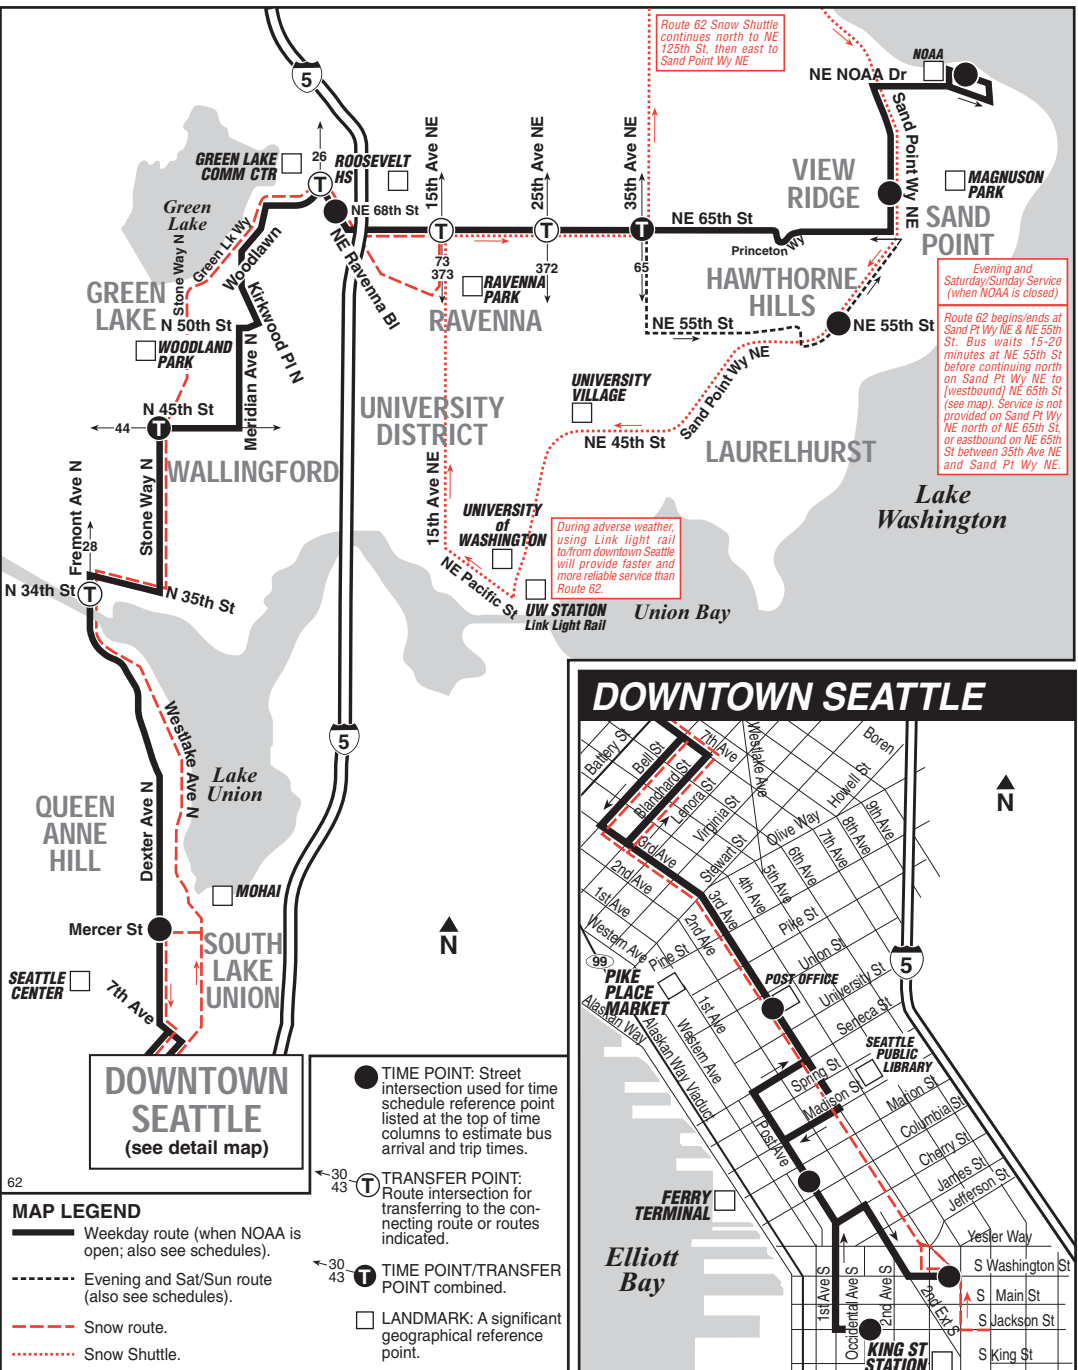 Route 62 Snow Shuttle
continues north to NE
125th St, then east to
Sand Point Wy NE
NOAA
NE NOAA Dr
5
Sand Point Wy NE
15th Ave NE
25th Ave NE
35th Ave NE
GREEN LAKE
COMM CTR
26
ROOSEVELT
HS
T
VIEW
RIDGE
MAGNUSON
PARK
Green
Lake
NE 68th St
NE 65th St
SAND
POINT
Stone Way N
Green Lk Wy
Woodlawn
NE Ravenna Bl
T
T
T
Princeton Wy
73
373
372
65
RAVENNA
PARK
HAWTHORNE
HILLS
Evening and
Saturday/Sunday Service
(when NOAA is closed)
GREEN
LAKE
Kirkwood Pl N
N 50th St
RAVENNA
NE 55th St
NE 55th St
Route 62 begins/ends at
Sand Pt Wy NE & NE 55th
St. Bus waits 15-20
minutes at NE 55th St
before continuing north
on Sand Pt Wy NE to
[westbound] NE 65th St
(see map). Service is not
provided on Sand Pt Wy
NE north of NE 65th St,
or eastbound on NE 65th
St between 35th Ave NE
and Sand Pt Wy NE.
WOODLAND
PARK
Meridian Ave N
Sand Point Wy NE
UNIVERSITY
VILLAGE
N 45th St
44
T
UNIVERSITY
DISTRICT
NE 45th St
LAURELHURST
WALLINGFORD
Fremont Ave N
Stone Way N
15th Ave NE
Lake
Washington
UNIVERSITY
of
WASHINGTON
During adverse weather,
using Link light rail
to/from downtown Seattle
will provide faster and
more reliable service than
Route 62.
28
N 34th St
T
N 35th St
NE Pacific St
UW STATION
Link Light Rail
Union Bay
DOWNTOWN SEATTLE
Westlake Ave N
5
Lake
Union
QUEEN
ANNE
HILL
Dexter Ave N
MOHAI
Mercer St
N
SOUTH
LAKE
UNION
SEATTLE
CENTER
7th Ave
Battery St
Bell St
7th Ave
Westlake Ave
Boren
Blanchard St
Lenora St
Howell St
N
Virginia St
9th Ave
Olive Way
8th Ave
7th Ave
3rd Ave
Stewart St
6th Ave
2nd Ave
5th Ave
4th Ave
1st Ave
3rd Ave
Pike St
Western Ave
2nd Ave
Pine St
Union St
99
5
PIKE
PLACE
MARKET
POST OFFICE
University St
Alaskan Way
1st Ave
Seneca St
Alaskan Way Viaduct
Western Ave
SEATTLE
PUBLIC
LIBRARY
Spring St
Madison St
Marion St
Post Ave
Columbia St
Cherry St
James St
Jefferson St
FERRY
TERMINAL
Yesler Way
Elliott
Bay
S Washington St
1st Ave S
Occidental Ave S
2nd Ave S
2nd Ext S
S Main St
S Jackson St
KING ST
STATION
S King St
DOWNTOWN
SEATTLE
(see detail map)
62
MAP LEGEND
Weekday route (when NOAA is
open; also see schedules).
Evening and Sat/Sun route
(also see schedules).
Snow route.
Snow Shuttle.
TIME POINT: Street
intersection used for time
schedule reference point
listed at the top of time
columns to estimate bus
arrival and trip times.
30
43
T
TRANSFER POINT:
Route intersection for
transferring to the con-
necting route or routes
indicated.
30
43
T
TIME POINT/TRANSFER
POINT combined.
LANDMARK: A significant
geographical reference
point.